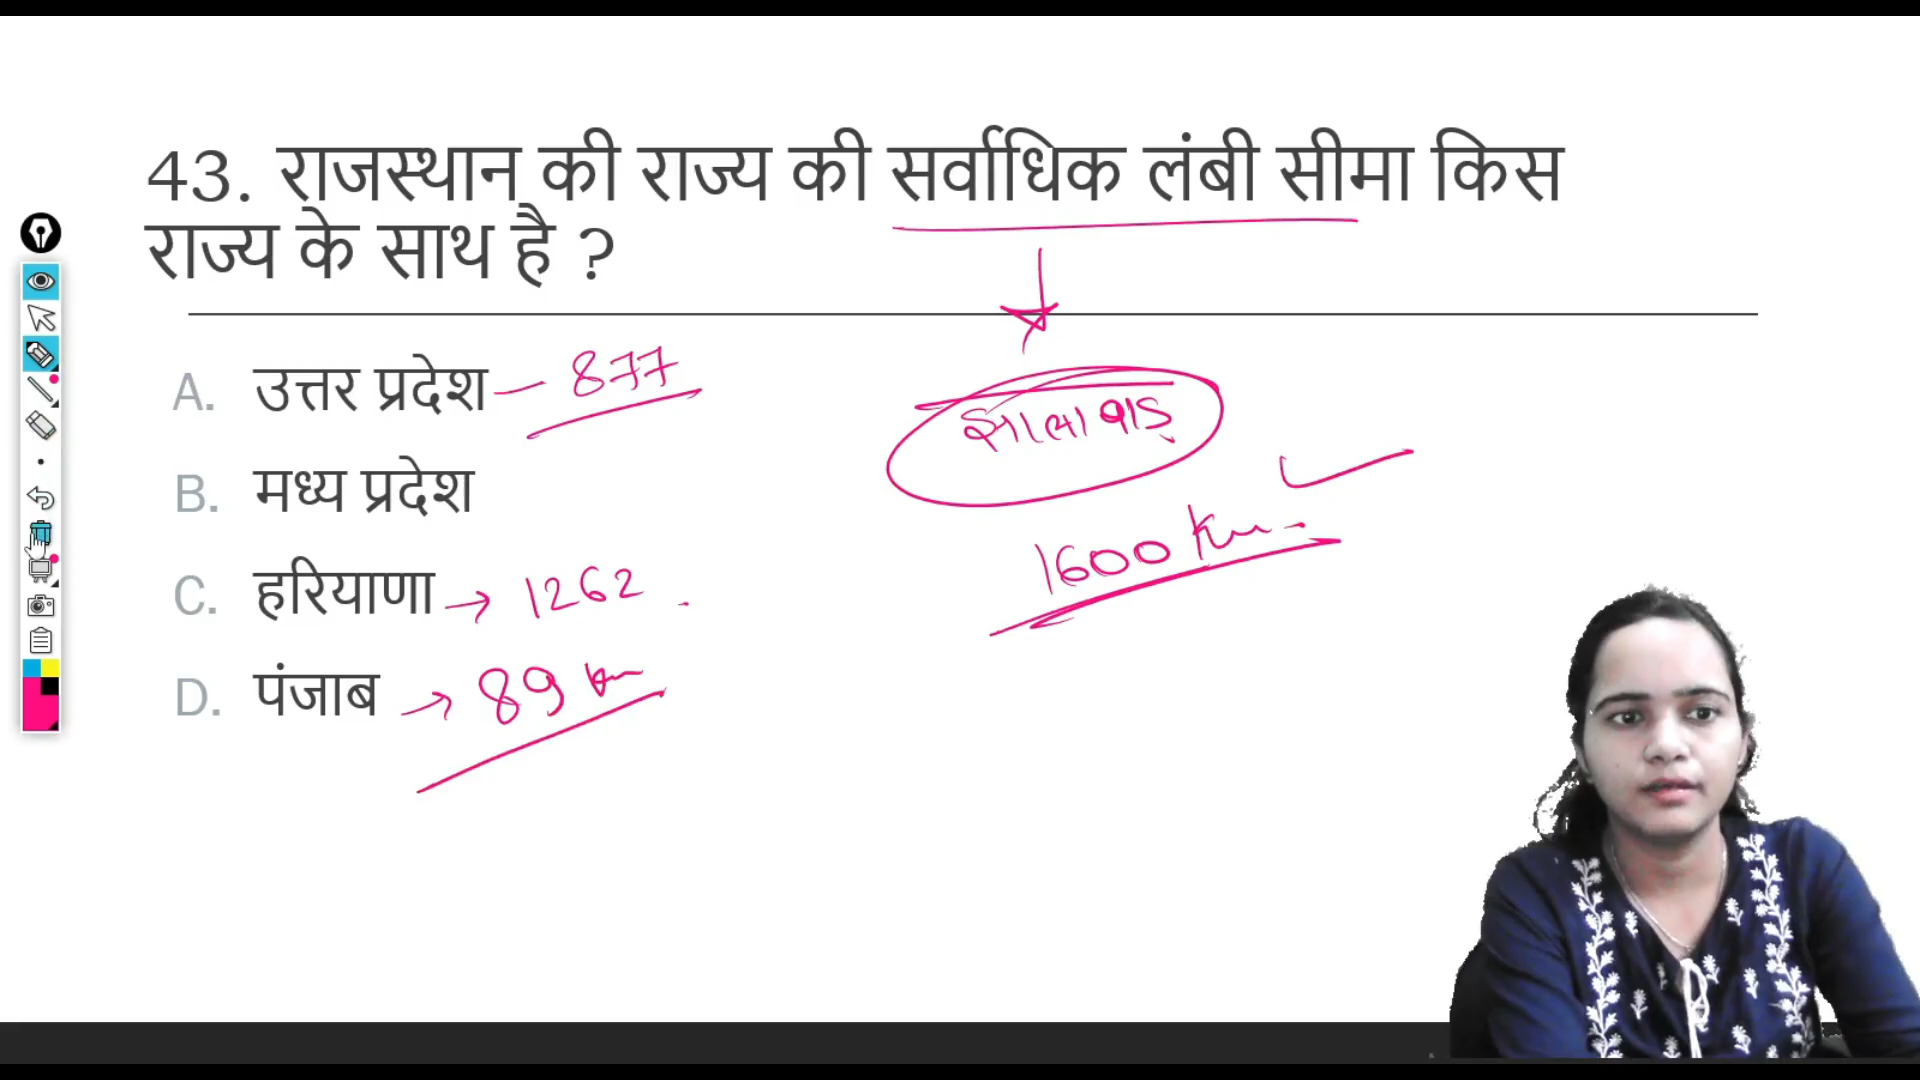 43. राजस्थान की राज्य की सर्वाधिक लंबी सीमा किस
राज्य के साथ है ?
A. उत्तर प्रदेश – 877
झालावाड़
B. मध्य प्रदेश
1600 km.
C. हरियाणा → 1262
D. पंजाब → 89 km